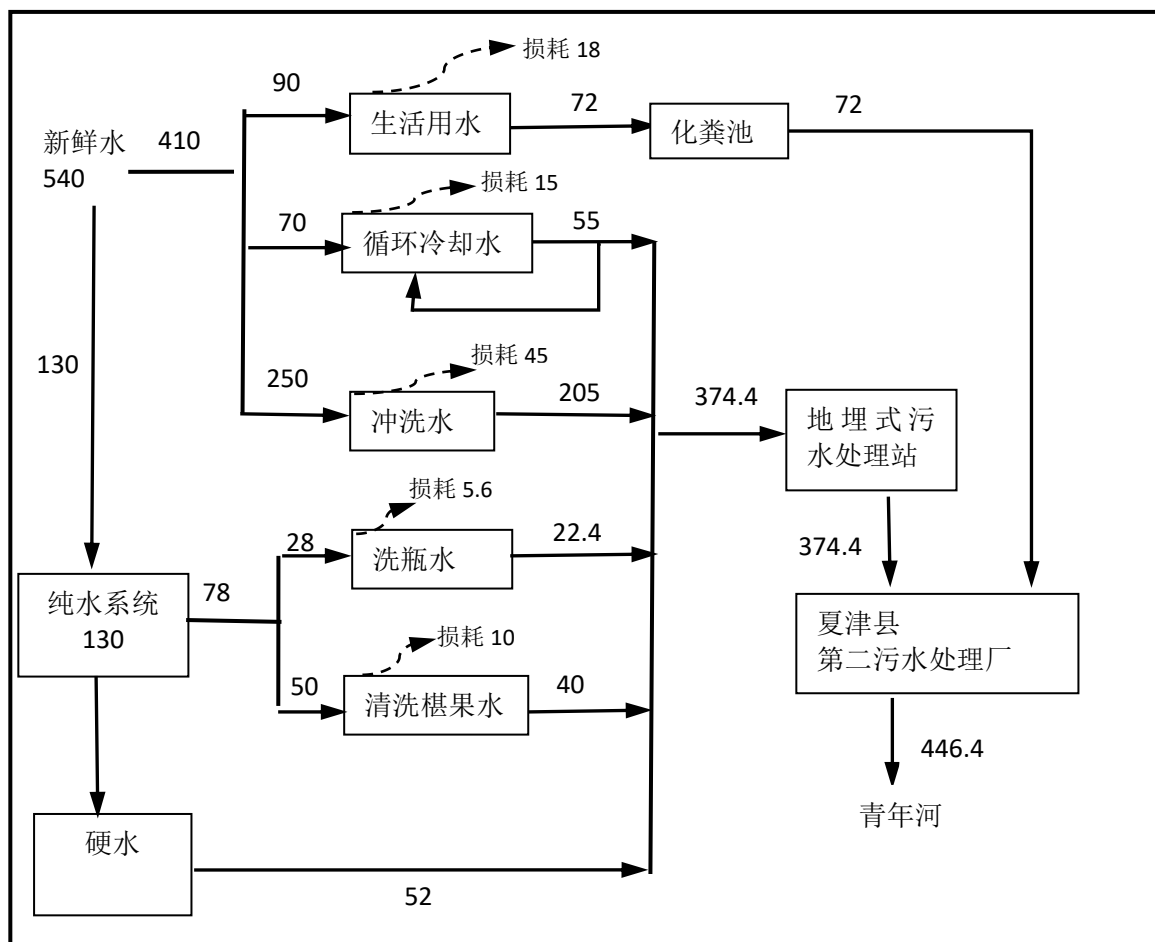 损耗 18
90
生活用水
72
化粪池
72
新鲜水
540
410
损耗 15
70
循环冷却水
55
130
损耗 45
250
冲洗水
205
374.4
地埋式污
水处理站
损耗 5.6
28
洗瓶水
22.4
374.4
纯水系统
130
78
夏津县
第二污水处理厂
损耗 10
50
清洗椹果水
40
446.4
青年河
硬水
52